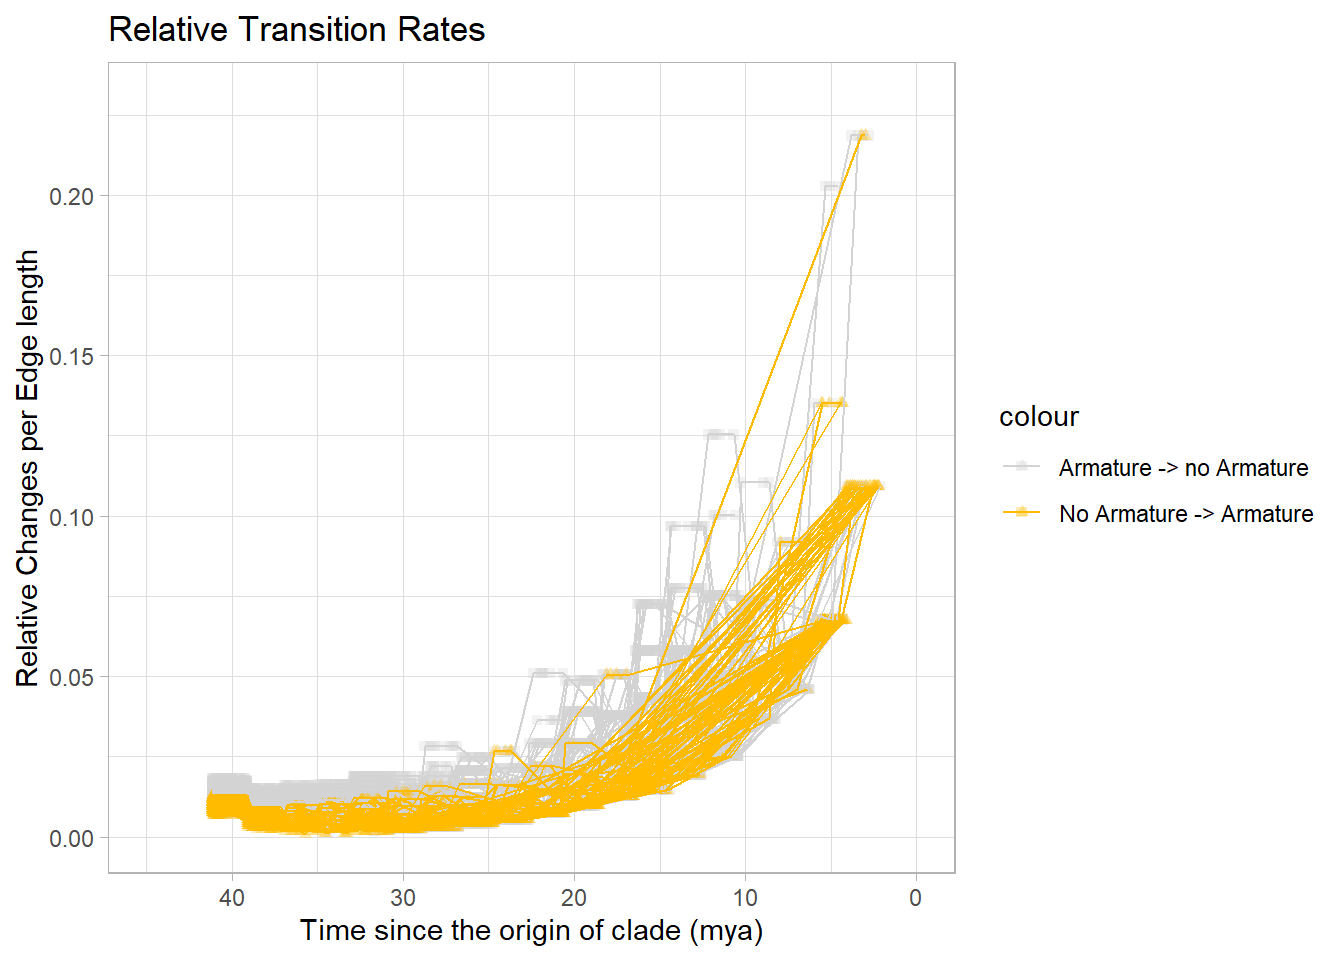 Relative Transition Rates
Relative Changes per Edge length
0.20
0.15
0.10
0.05
0.00
40 30 20 10 0
Time since the origin of clade (mya)
colour
Armature -> no Armature
No Armature -> Armature